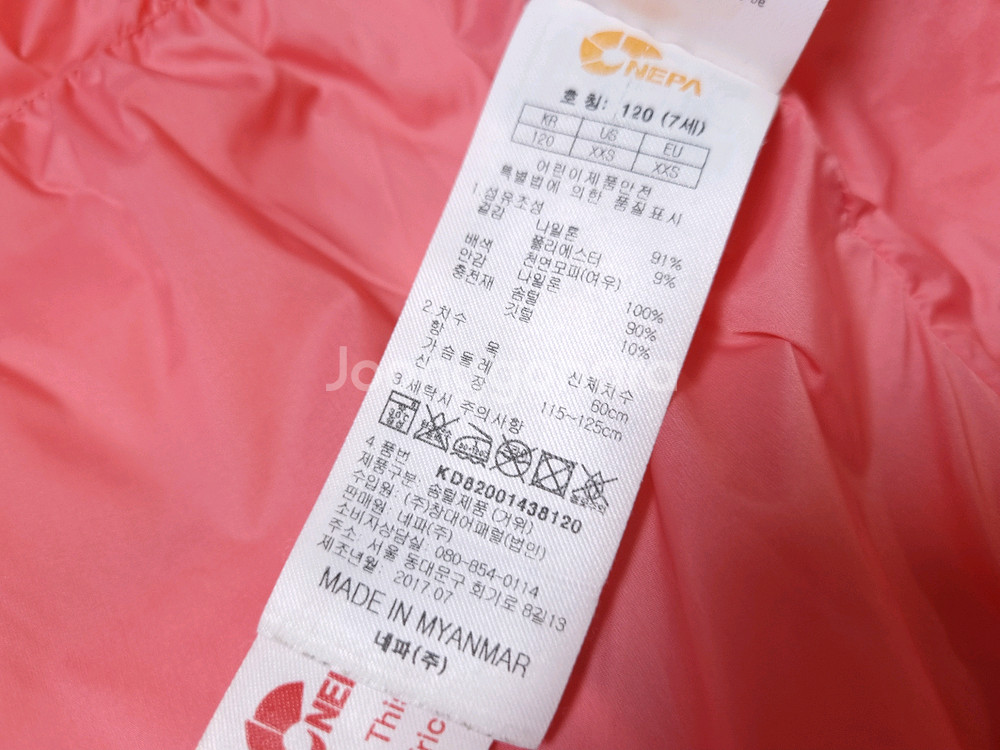 NEPA
호 칭: 120 (7세)
KR US EU
120 XXS XXS
어린이제품안전
특별법에 의한 품질표시
1.섬유조성
겉감 나일론 91%
폴리에스터 9%
배색 천연모피(여우)
안감 나일론 100%
충전재 솜털 90%
깃털 10%
2.치수
항 목 신체치수
가슴둘레 60cm
신 장 115~125cm
3.세탁시 주의사항
4.품번 KD82001438120
제품구분: 솜털제품(거위)
수입원: (주)창대어패럴(법인)
판매원: 네파(주)
소비자상담실: 080-854-0114
주소: 서울 동대문구 회기로 8길13
제조년월: 2017.07
MADE IN MYANMAR
네파(주)
NEP
This
ric